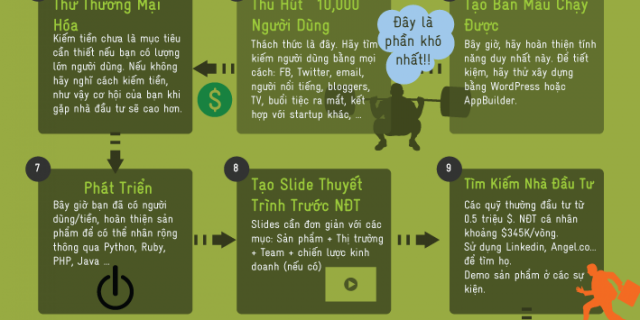 Thử Thương Mại
Hóa
Kiếm tiền chưa là mục tiêu
cần thiết nếu bạn có lượng
lớn người dùng. Nếu không
hãy nghĩ cách kiếm tiền,
như vậy cơ hội của bạn khi
gặp nhà đầu tư sẽ cao hơn.
$
Thu Hút 10,000
Người Dùng
Thách thức là đây. Hãy tìm
kiếm người dùng bằng mọi
cách: FB, Twitter, email,
người nổi tiếng, bloggers,
TV, buổi tiệc ra mắt, kết
hợp với startup khác, ...
Đây là
phần khó
nhất!!
Tạo Bản Mẫu Chạy
Được
Bây giờ, hãy hoàn thiện tính
năng duy nhất này. Để tiết
kiệm, hãy thử xây dựng
bằng WordPress hoặc
AppBuilder.
7
Phát Triển
Bây giờ bạn đã có người
dùng/tiền, hoàn thiện sản
phẩm để có thể nhân rộng
thông qua Python, Ruby,
PHP, Java ...
8
Tạo Slide Thuyết
Trình Trước NĐT
Slides cần đơn giản với các
mục: Sản phẩm + Thị trường
+ Team + chiến lược kinh
doanh (nếu có)
9
Tìm Kiếm Nhà Đầu Tư
Các quỹ thường đầu tư từ
0.5 triệu $. NĐT cá nhân
khoảng $345K/vòng.
Sử dụng Linkedin, Angel.co...
để tìm họ.
Demo sản phẩm ở các sự
kiện.